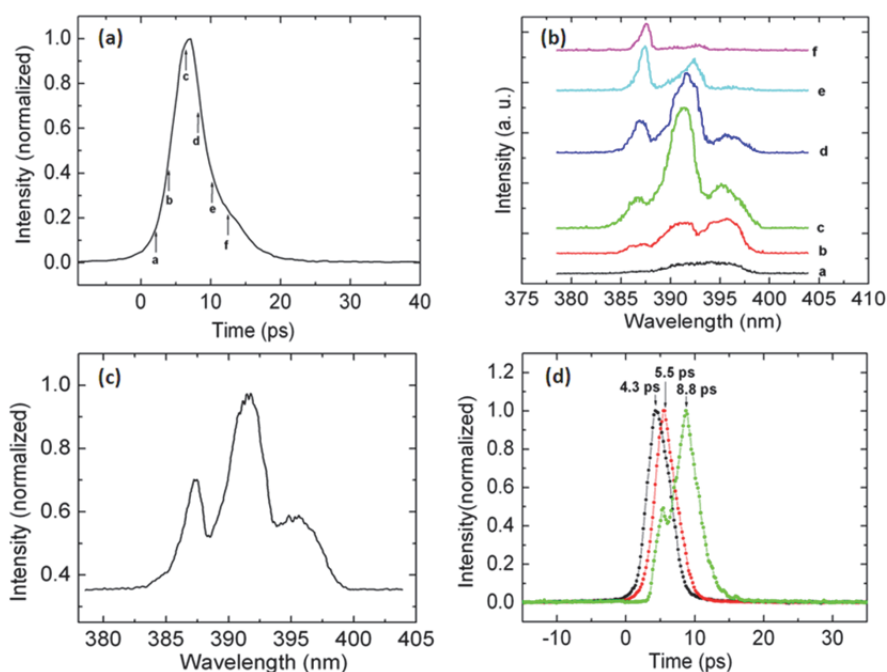 (a)
Intensity (normalized)
1.0
0.8
0.6
0.4
0.2
0.0
a
b
c
d
e
f
0 10 20 30 40
Time (ps)
(b)
Intensity (a. u.)
f
e
d
c
b
a
375 380 385 390 395 400 405 410
Wavelength (nm)
(c)
Intensity (normalized)
1.0
0.8
0.6
0.4
380 385 390 395 400 405
Wavelength (nm)
(d)
Intensity(normalized)
1.2
1.0
0.8
0.6
0.4
0.2
0.0
5.5 ps
4.3 ps 8.8 ps
-10 0 10 20 30
Time (ps)